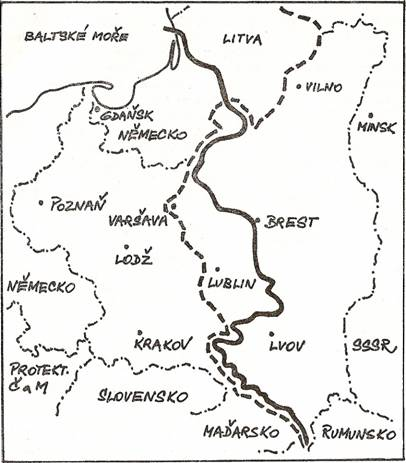 BALTSKÉ MOŘE
LITVA
VILNO
GDAŇSK
NĚMECKO
MINSK
POZNAŇ
VARŠAVA
BREST
LODŽ
LUBLIN
NĚMECKO
KRAKOV
LVOV
SSSR
PROTEKT.
Č a M
SLOVENSKO
MAĎARSKO
RUMUNSKO